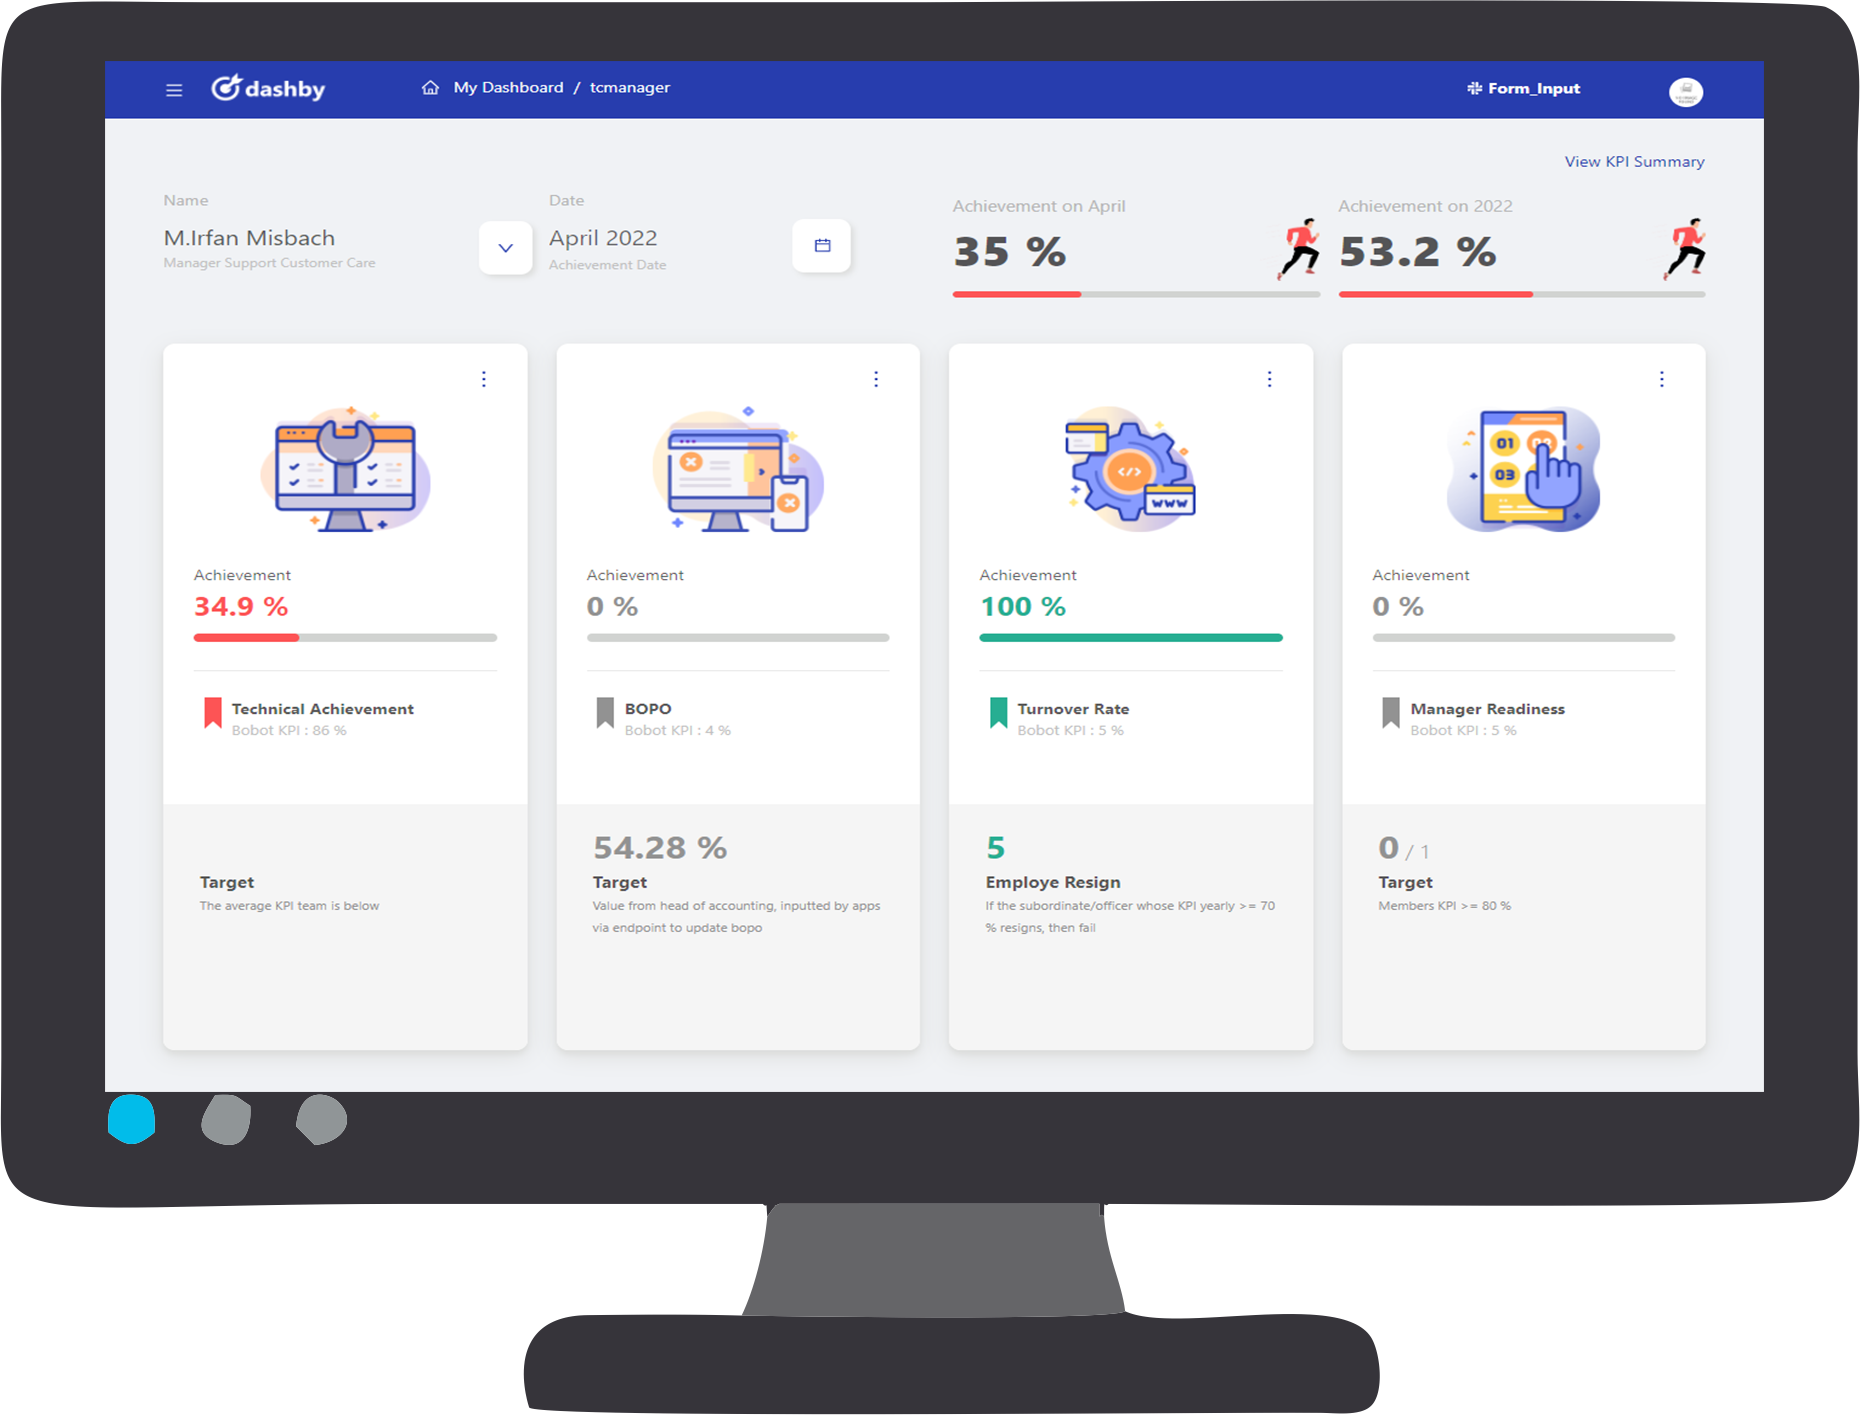 dashby
My Dashboard / tcmanager
Form_Input
View KPI Summary
Name
M.Irfan Misbach
Manager Support Customer Care
Date
April 2022
Achievement Date
Achievement on April
35 %
Achievement on 2022
53.2 %
Achievement
34.9 %
Technical Achievement
Bobot KPI : 86 %
Target
The average KPI team is below
Achievement
0 %
BOPO
Bobot KPI : 4 %
54.28 %
Target
Value from head of accounting, inputted by apps
via endpoint to update bopo
</>
www
Achievement
100 %
Turnover Rate
Bobot KPI : 5 %
5
Employe Resign
If the subordinate/officer whose KPI yearly >= 70
% resigns, then fail
01
03
Achievement
0 %
Manager Readiness
Bobot KPI : 5 %
0 / 1
Target
Members KPI >= 80 %